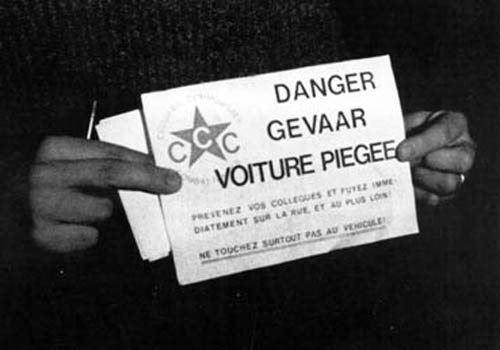 DANGER
GEVAAR
VOITURE PIEGEE
CCC
PREVENEZ VOS COLLEGUES ET FUYEZ IMME-
DIATEMENT SUR LA RUE, ET AU PLUS LOIN!
NE TOUCHEZ SURTOUT PAS AU VEHICULE!